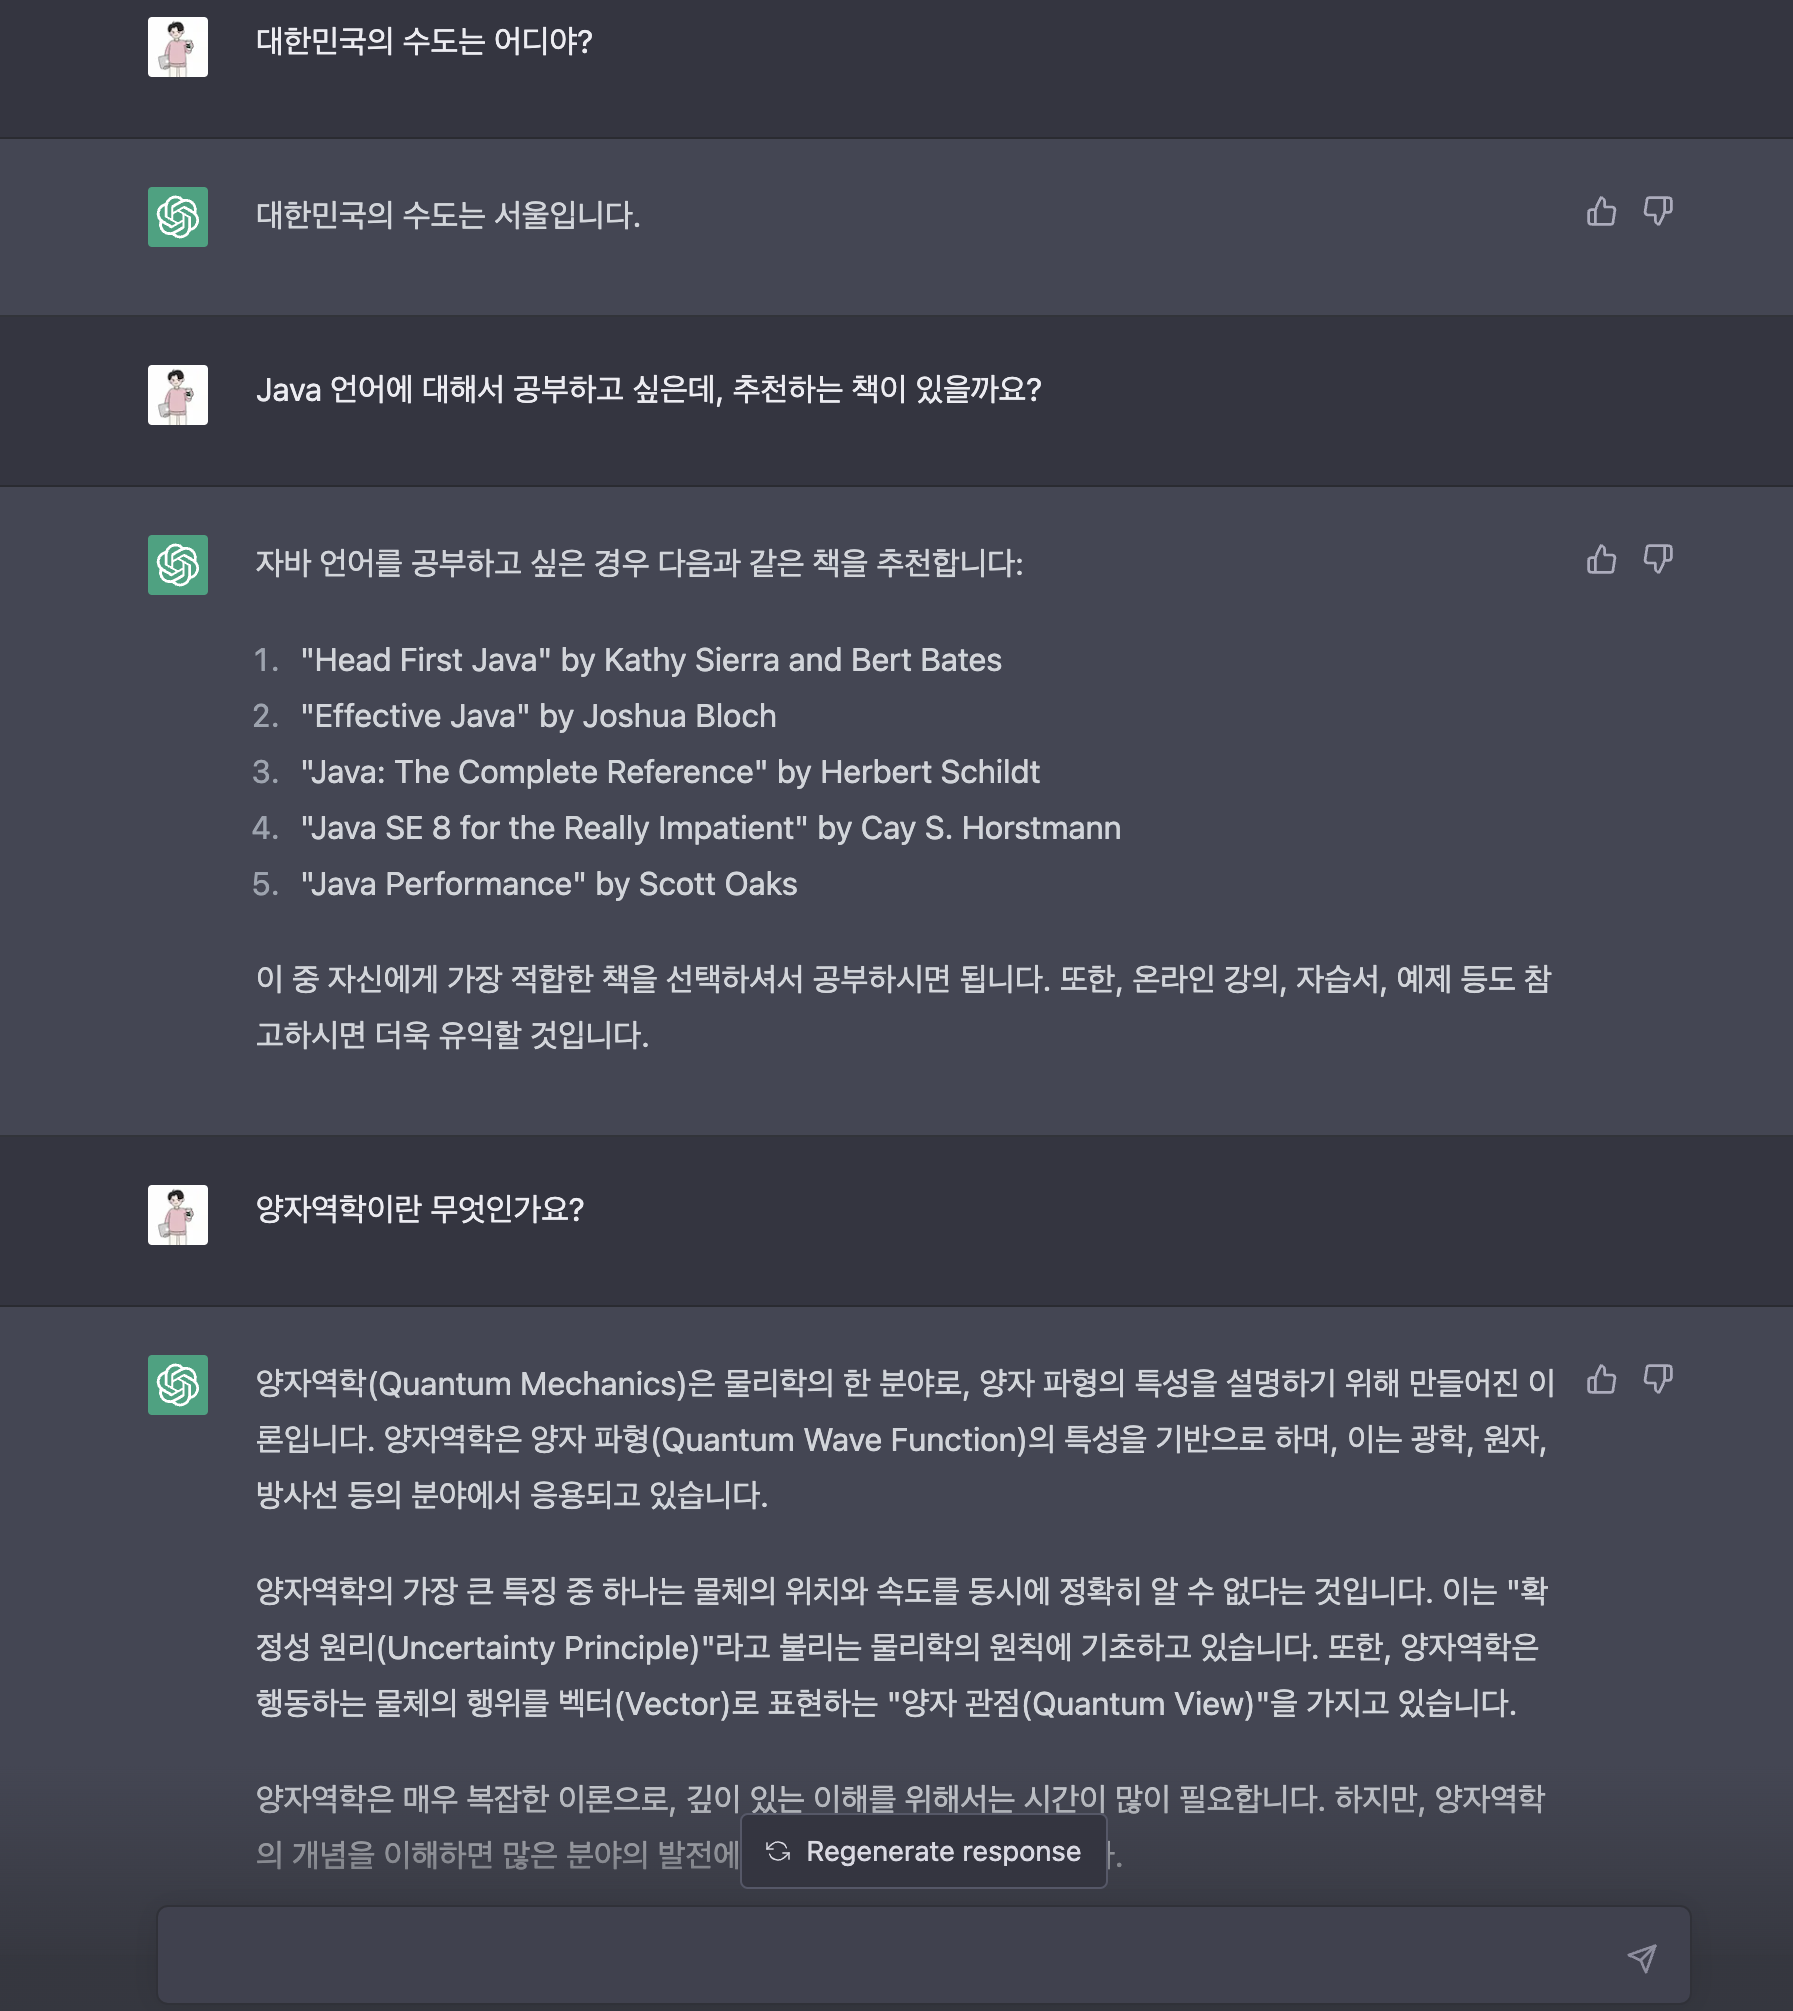 대한민국의 수도는 어디야?
대한민국의 수도는 서울입니다.
Java 언어에 대해서 공부하고 싶은데, 추천하는 책이 있을까요?
자바 언어를 공부하고 싶은 경우 다음과 같은 책을 추천합니다:
1. "Head First Java" by Kathy Sierra and Bert Bates
2. "Effective Java" by Joshua Bloch
3. "Java: The Complete Reference" by Herbert Schildt
4. "Java SE 8 for the Really Impatient" by Cay S. Horstmann
5. "Java Performance" by Scott Oaks
이 중 자신에게 가장 적합한 책을 선택하셔서 공부하시면 됩니다. 또한, 온라인 강의, 자습서, 예제 등도 참
고하시면 더욱 유익할 것입니다.
양자역학이란 무엇인가요?
양자역학(Quantum Mechanics)은 물리학의 한 분야로, 양자 파형의 특성을 설명하기 위해 만들어진 이
론입니다. 양자역학은 양자 파형(Quantum Wave Function)의 특성을 기반으로 하며, 이는 광학, 원자,
방사선 등의 분야에서 응용되고 있습니다.
양자역학의 가장 큰 특징 중 하나는 물체의 위치와 속도를 동시에 정확히 알 수 없다는 것입니다. 이는 "확
정성 원리(Uncertainty Principle)"라고 불리는 물리학의 원칙에 기초하고 있습니다. 또한, 양자역학은
행동하는 물체의 행위를 벡터(Vector)로 표현하는 "양자 관점(Quantum View)"을 가지고 있습니다.
양자역학은 매우 복잡한 이론으로, 깊이 있는 이해를 위해서는 시간이 많이 필요합니다. 하지만, 양자역학
의 개념을 이해하면 많은 분야의 발전에
Regenerate response